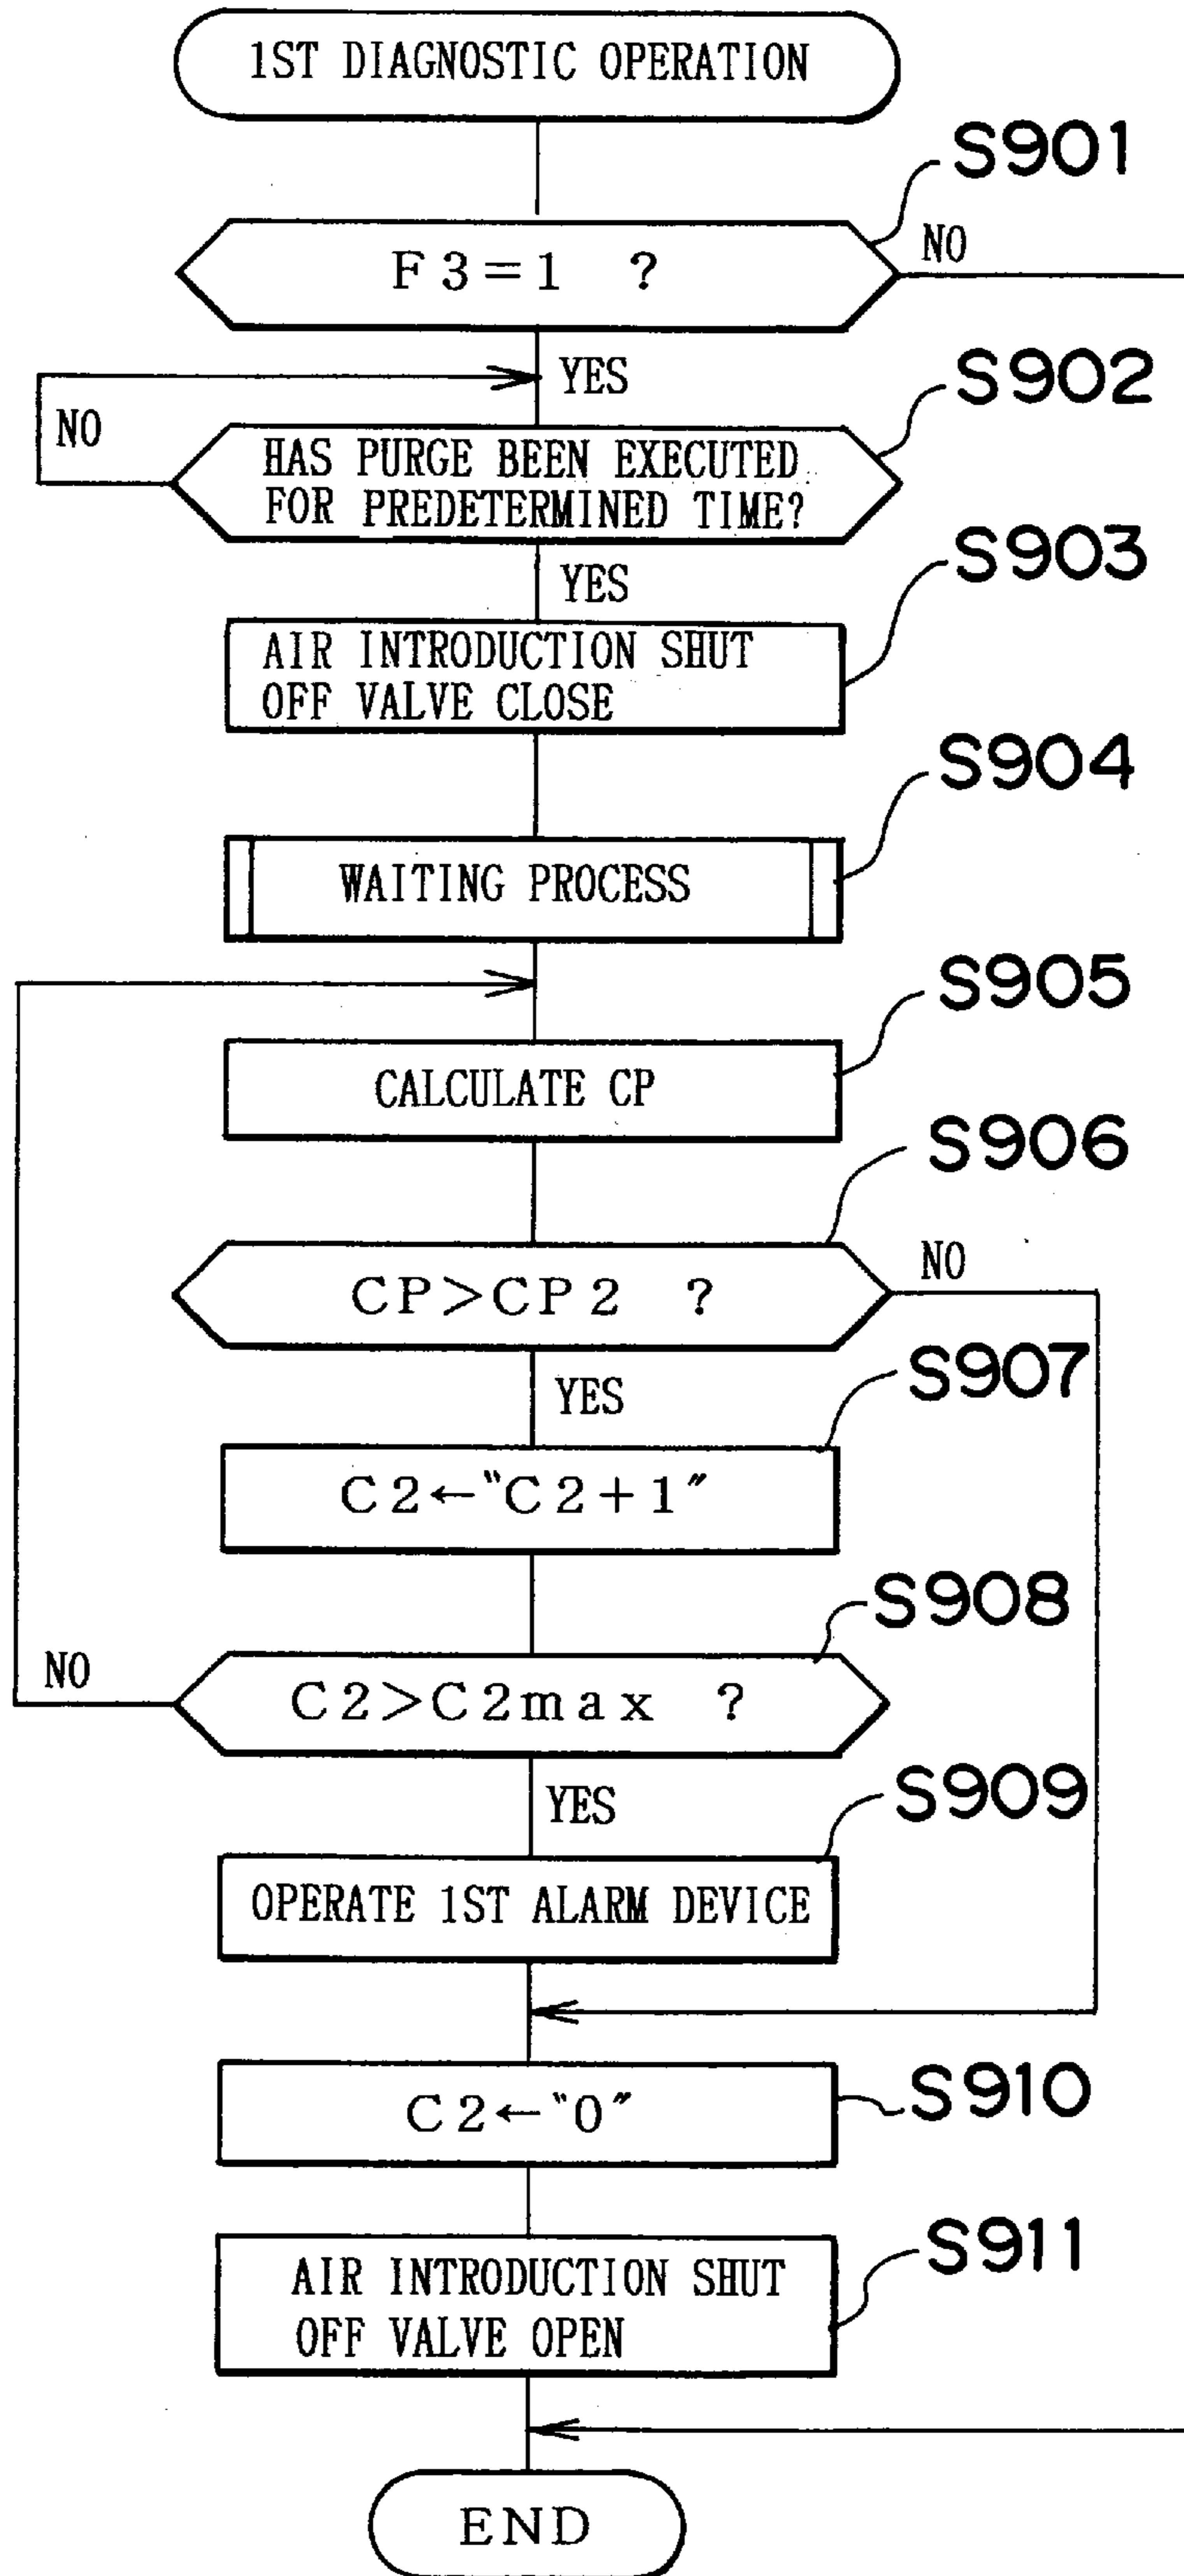 1ST DIAGNOSTIC OPERATION
S901
F3=1 ?
NO
YES
S902
NO
HAS PURGE BEEN EXECUTED
FOR PREDETERMINED TIME?
YES
S903
AIR INTRODUCTION SHUT
OFF VALVE CLOSE
S904
WAITING PROCESS
S905
CALCULATE CP
S906
CP>CP2 ?
NO
YES
S907
C2←"C2+1"
S908
NO
C2>C2max ?
YES
S909
OPERATE 1ST ALARM DEVICE
S910
C2←"0"
S911
AIR INTRODUCTION SHUT
OFF VALVE OPEN
END